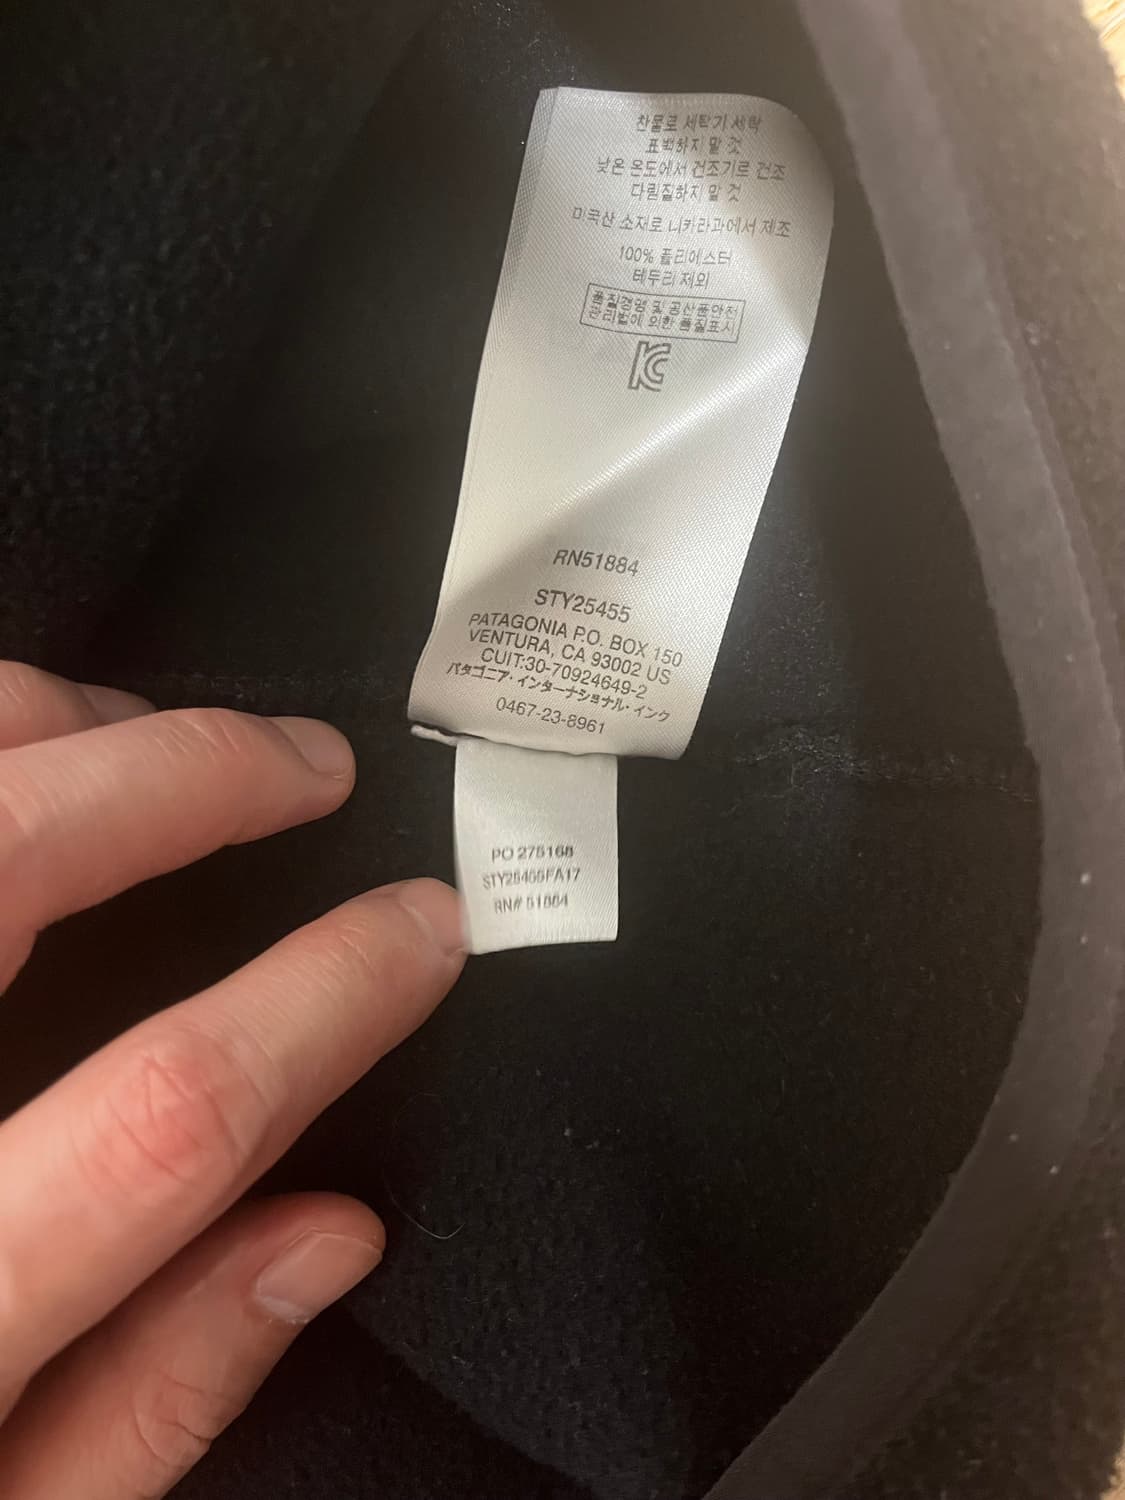 찬물로 세탁기 세탁
표백하지 말 것
낮은 온도에서 건조기로 건조
다림질하지 말 것
미국산 소재로 니카라과에서 제조
100% 폴리에스터
테두리 제외
품질경영 및 공산품안전
관리법에 의한 품질표시
KC
RN51884
STY25455
PATAGONIA P.O. BOX 150
VENTURA, CA 93002 US
CUIT:30-70924649-2
パタゴニア・インターナショナル・インク
0467-23-8961
PO 275168
STY25455FA17
RN# 51884